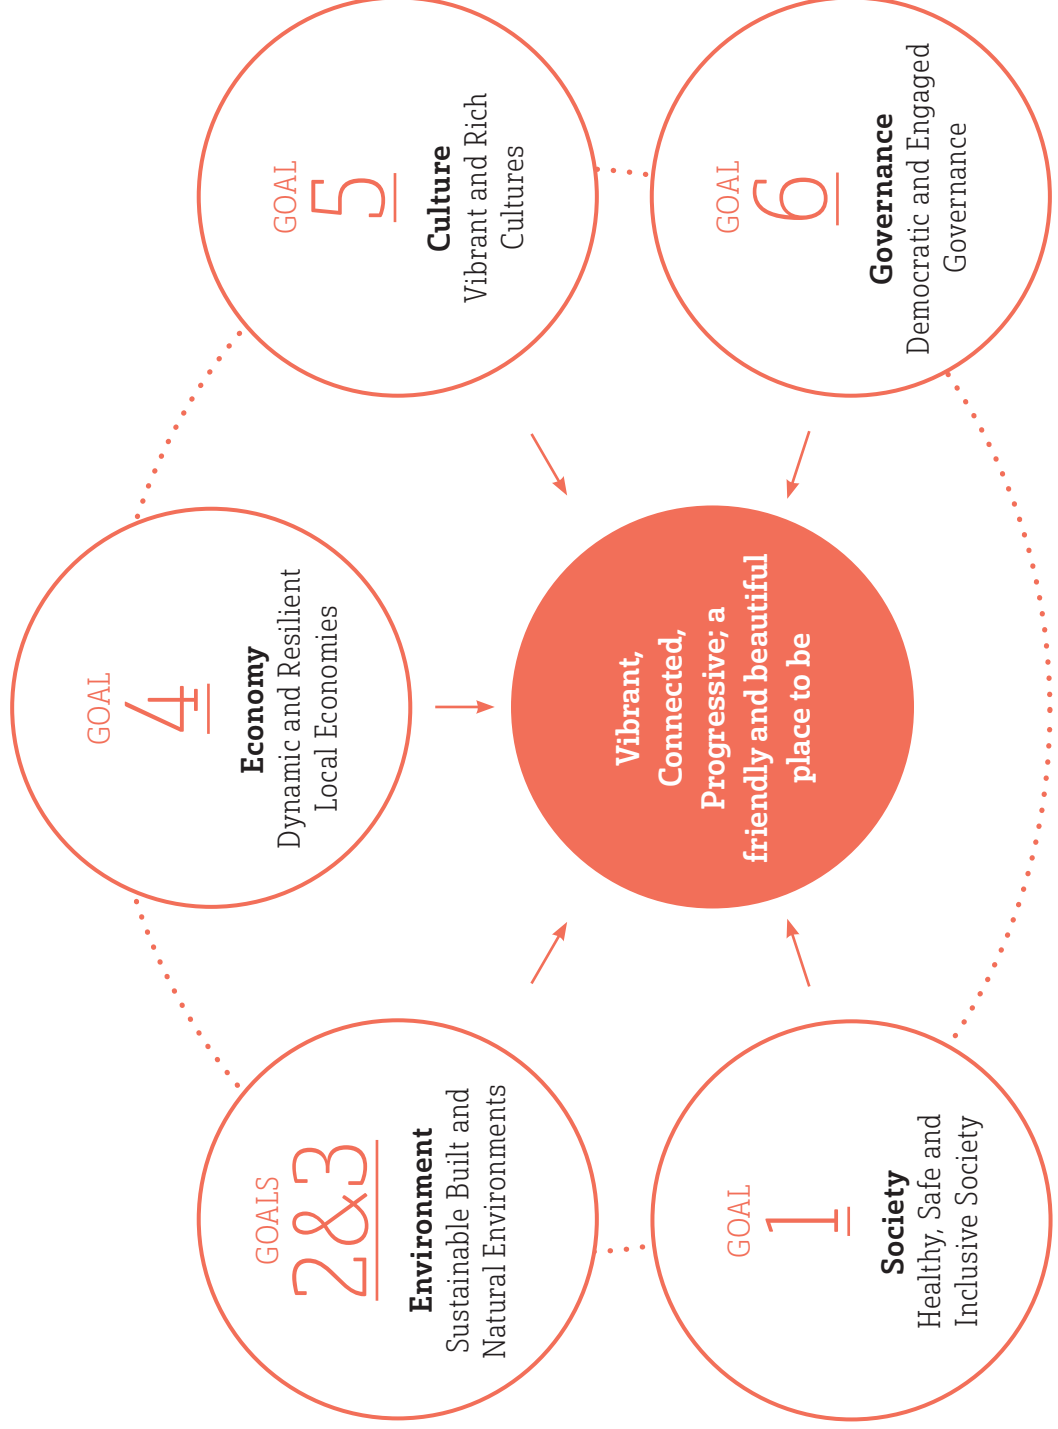 GOAL
1
Society
Healthy, Safe and
Inclusive Society
GOALS
2&3
Environment
Sustainable Built and
Natural Environments
GOAL
4
Economy
Dynamic and Resilient
Local Economies
GOAL
5
Culture
Vibrant and Rich
Cultures
GOAL
6
Governance
Democratic and Engaged
Governance
Vibrant,
Connected,
Progressive; a
friendly and beautiful
place to be